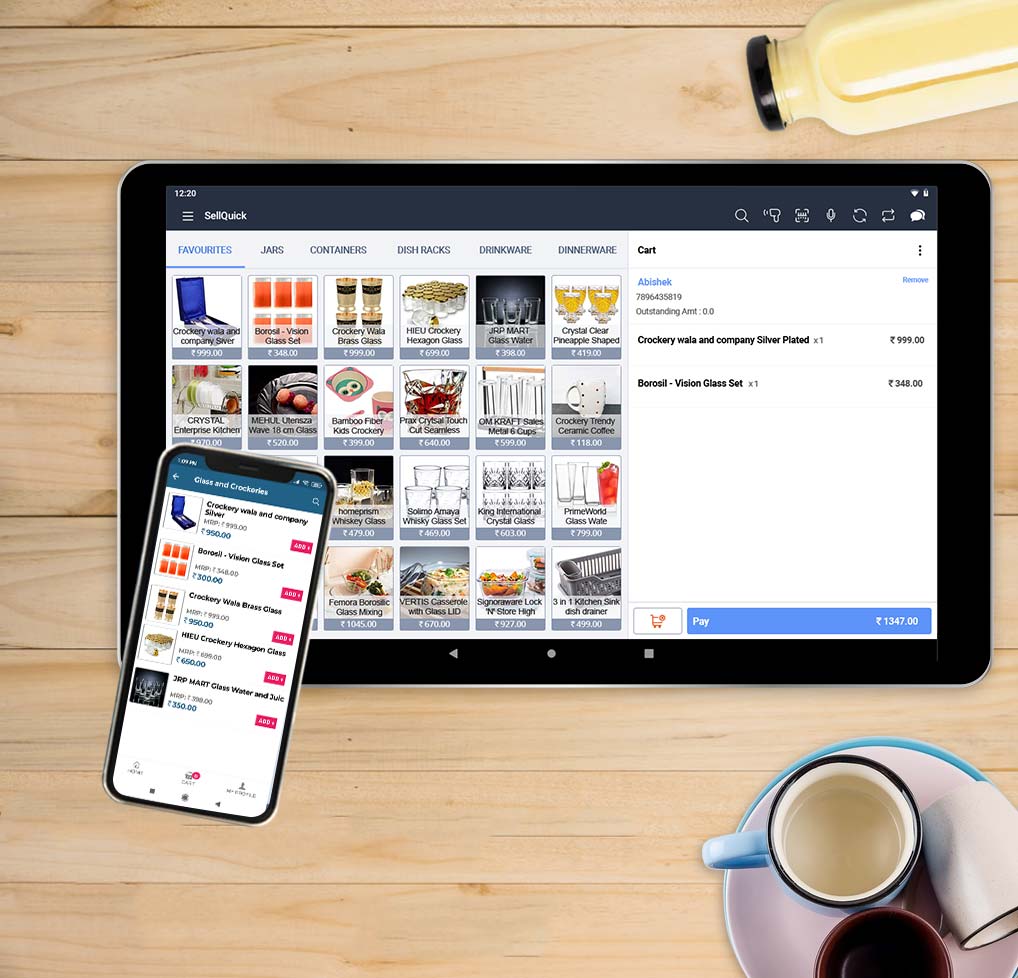 12:20
SellQuick
FAVOURITES JARS CONTAINERS DISH RACKS DRINKWARE DINNERWARE
Crockery wala and company Siver
₹ 999.00
Borosil - Vision Glass Set
₹ 348.00
Crockery Wala Brass Glass
₹ 999.00
HIEU Crockery Hexagon Glass
₹ 699.00
JRP MART Glass Water
₹ 398.00
Crystal Clear Pineapple Shaped
₹ 419.00
CRYSTAL Enterprise Kitchen
₹ 970.00
MEHUL Utensza Wave 18 cm Glass
₹ 520.00
Bamboo Fiber Kids Crockery
₹ 399.00
Prax Crytsal Touch Cut Seamless
₹ 640.00
OM KRAFT Sales Metal 6 Cups
₹ 599.00
Crockery Trendy Ceramic Coffee
₹ 118.00
homeprism Whiskey Glass
₹ 479.00
Solimo Amaya Whisky Glass Set
₹ 469.00
King International Crystal Glass
₹ 603.00
PrimeWorld Glass Wate
₹ 799.00
Femora Borosilic Glass Mixing
₹ 1045.00
VERTIS Casserole with Glass LID
₹ 670.00
Signoraware Lock 'N' Store High
₹ 927.00
3 in 1 Kitchen Sink dish drainer
₹ 499.00
Cart
Abishek
Remove
7896435819
Outstanding Amt : 0.0
Crockery wala and company Silver Plated x 1 ₹ 999.00
Borosil - Vision Glass Set x 1 ₹ 348.00
Pay ₹ 1347.00
1:09 PM
Glass and Crockeries
Crockery wala and company
Silver
MRP: ₹ 999.00
₹ 950.00
ADD +
Borosil - Vision Glass Set
MRP: ₹ 348.00
₹ 300.00
ADD +
Crockery Wala Brass Glass
MRP: ₹ 999.00
₹ 950.00
ADD +
HIEU Crockery Hexagon Glass
MRP: ₹ 699.00
₹ 650.00
ADD +
JRP MART Glass Water and Juic
MRP: ₹ 398.00
₹ 350.00
ADD +
HOME
CART
MY PROFILE